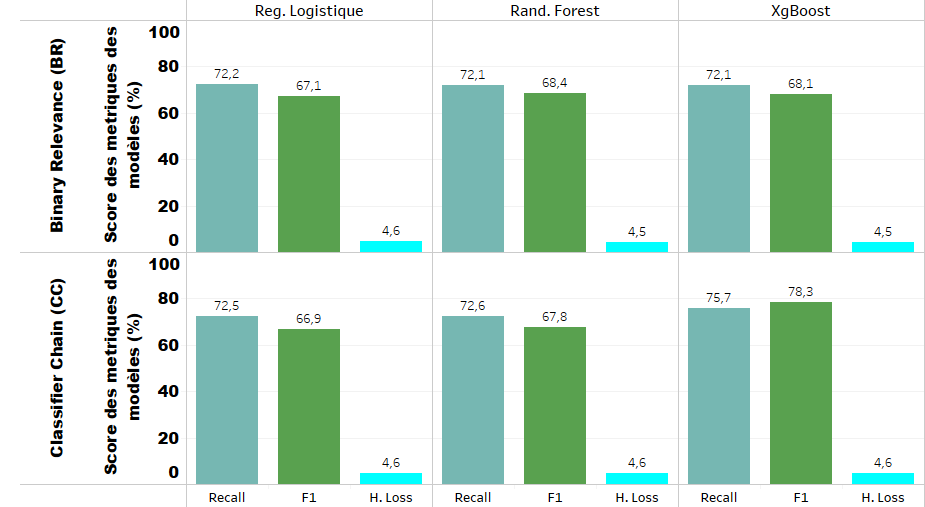 Reg. Logistique Rand. Forest XgBoost
Binary Relevance (BR)
Score des metriques des
modèles (%)
100
80
60
40
20
0
72,2 67,1 4,6
72,1 68,4 4,5
72,1 68,1 4,5
Classifier Chain (CC)
Score des metriques des
modèles (%)
100
80
60
40
20
0
72,5 66,9 4,6
72,6 67,8 4,6
75,7 78,3 4,6
Recall F1 H. Loss Recall F1 H. Loss Recall F1 H. Loss